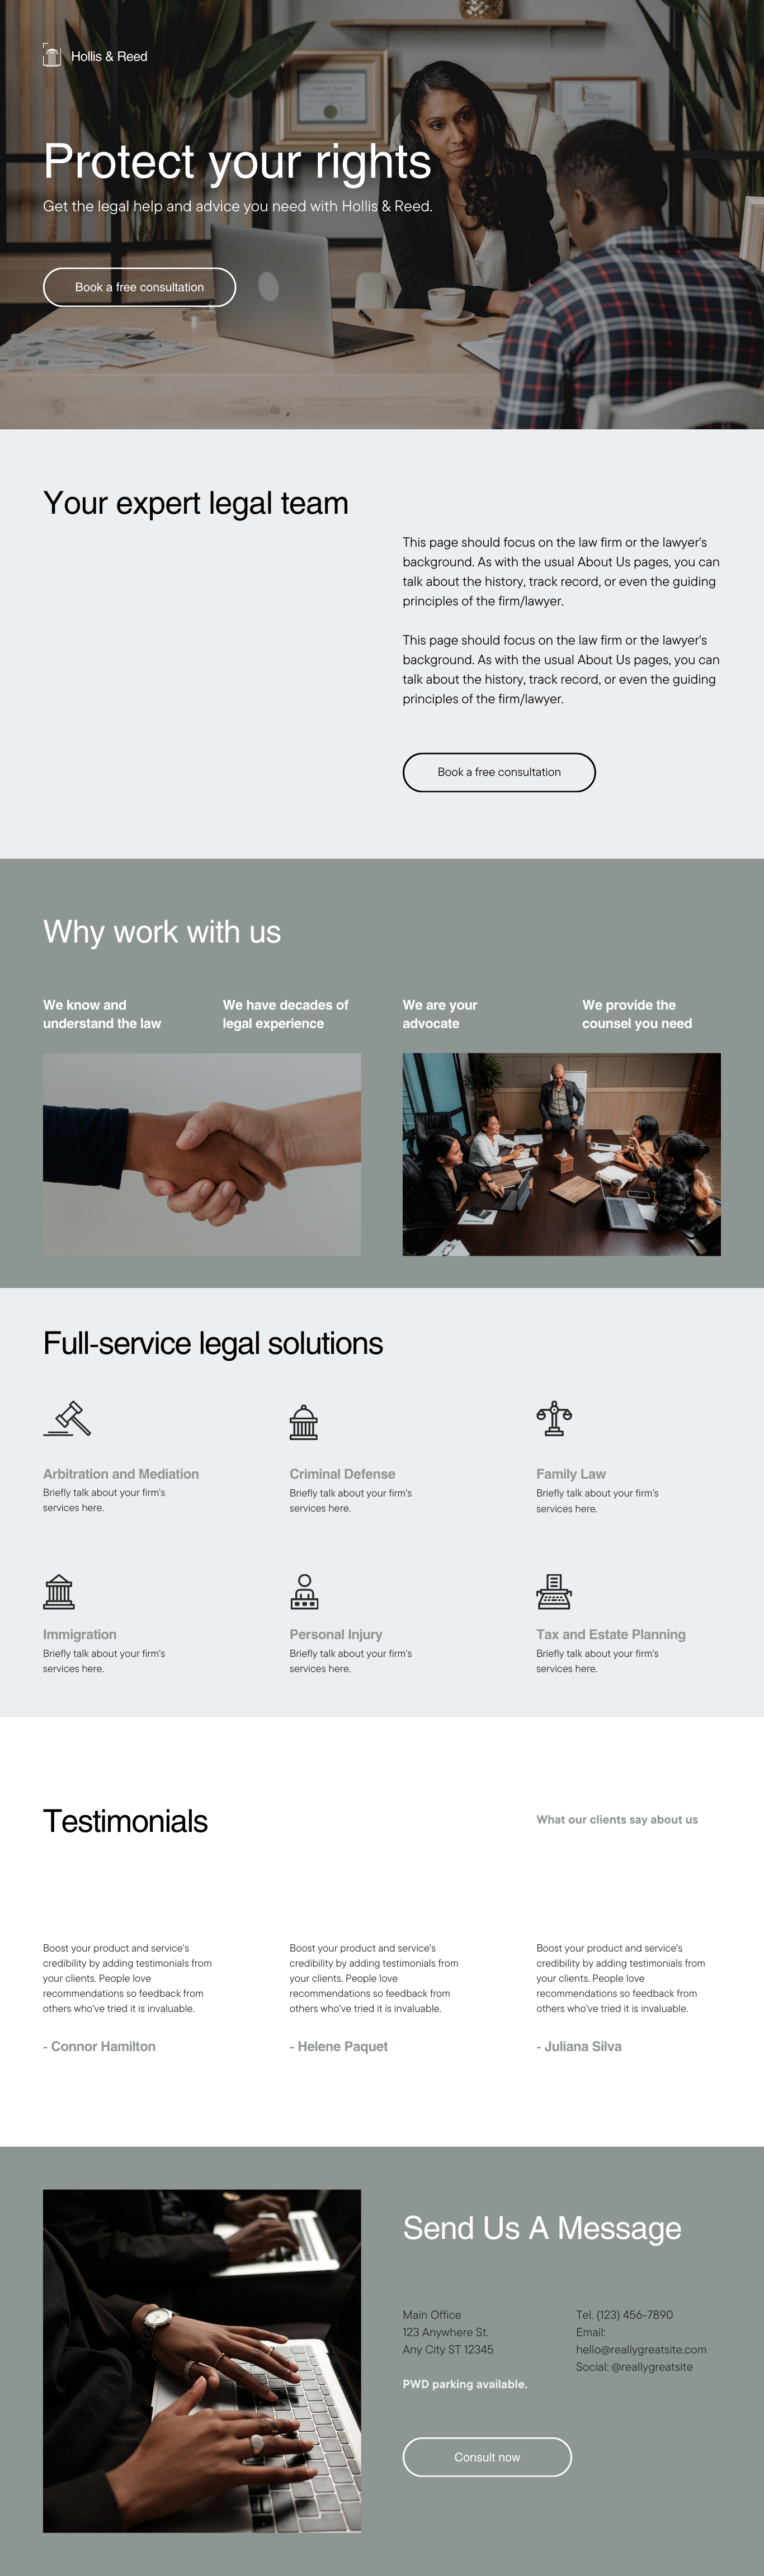 Hollis & Reed
Protect your rights
Get the legal help and advice you need with Hollis & Reed.
Book a free consultation
Your expert legal team
This page should focus on the law firm or the lawyer's
background. As with the usual About Us pages, you can
talk about the history, track record, or even the guiding
principles of the firm/lawyer.
This page should focus on the law firm or the lawyer's
background. As with the usual About Us pages, you can
talk about the history, track record, or even the guiding
principles of the firm/lawyer.
Book a free consultation
Why work with us
We know and
understand the law
We have decades of
legal experience
We are your
advocate
We provide the
counsel you need
Full-service legal solutions
Arbitration and Mediation
Briefly talk about your firm's
services here.
Criminal Defense
Briefly talk about your firm's
services here.
Family Law
Briefly talk about your firm's
services here.
Immigration
Briefly talk about your firm's
services here.
Personal Injury
Briefly talk about your firm's
services here.
Tax and Estate Planning
Briefly talk about your firm's
services here.
Testimonials
What our clients say about us
Boost your product and service's
credibility by adding testimonials from
your clients. People love
recommendations so feedback from
others who've tried it is invaluable.
- Connor Hamilton
Boost your product and service's
credibility by adding testimonials from
your clients. People love
recommendations so feedback from
others who've tried it is invaluable.
- Helene Paquet
Boost your product and service's
credibility by adding testimonials from
your clients. People love
recommendations so feedback from
others who've tried it is invaluable.
- Juliana Silva
Send Us A Message
Main Office
123 Anywhere St.
Any City ST 12345
PWD parking available.
Tel. (123) 456-7890
Email:
hello@reallygreatsite.com
Social: @reallygreatsite
Consult now